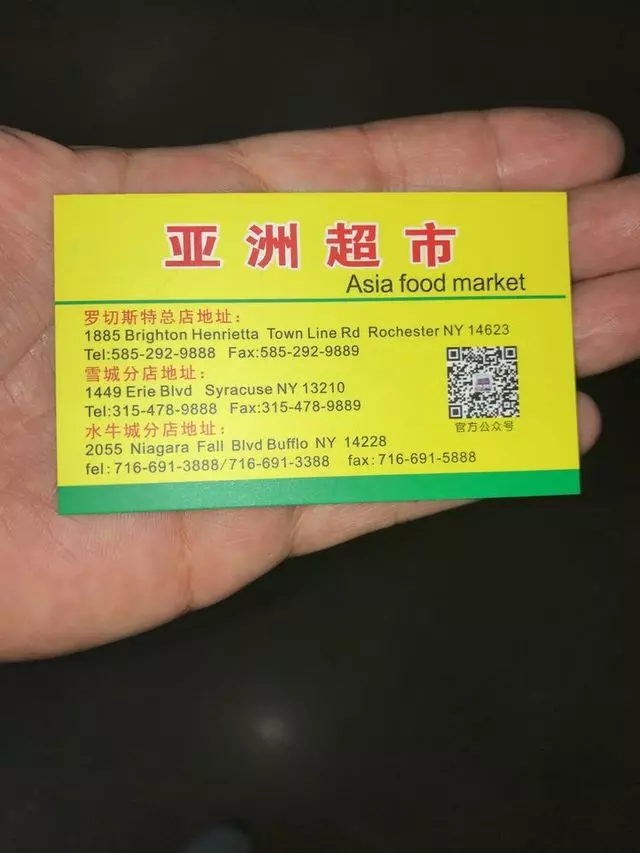 亚洲超市
Asia food market
罗切斯特总店地址：
1885 Brighton Henrietta Town Line Rd Rochester NY 14623
Tel:585-292-9888 Fax:585-292-9889
雪城分店地址：
1449 Erie Blvd Syracuse NY 13210
Tel:315-478-9888 Fax:315-478-9889
水牛城分店地址：
2055 Niagara Fall Blvd Bufflo NY 14228
fel:716-691-3888/716-691-3388 fax:716-691-5888
官方公众号